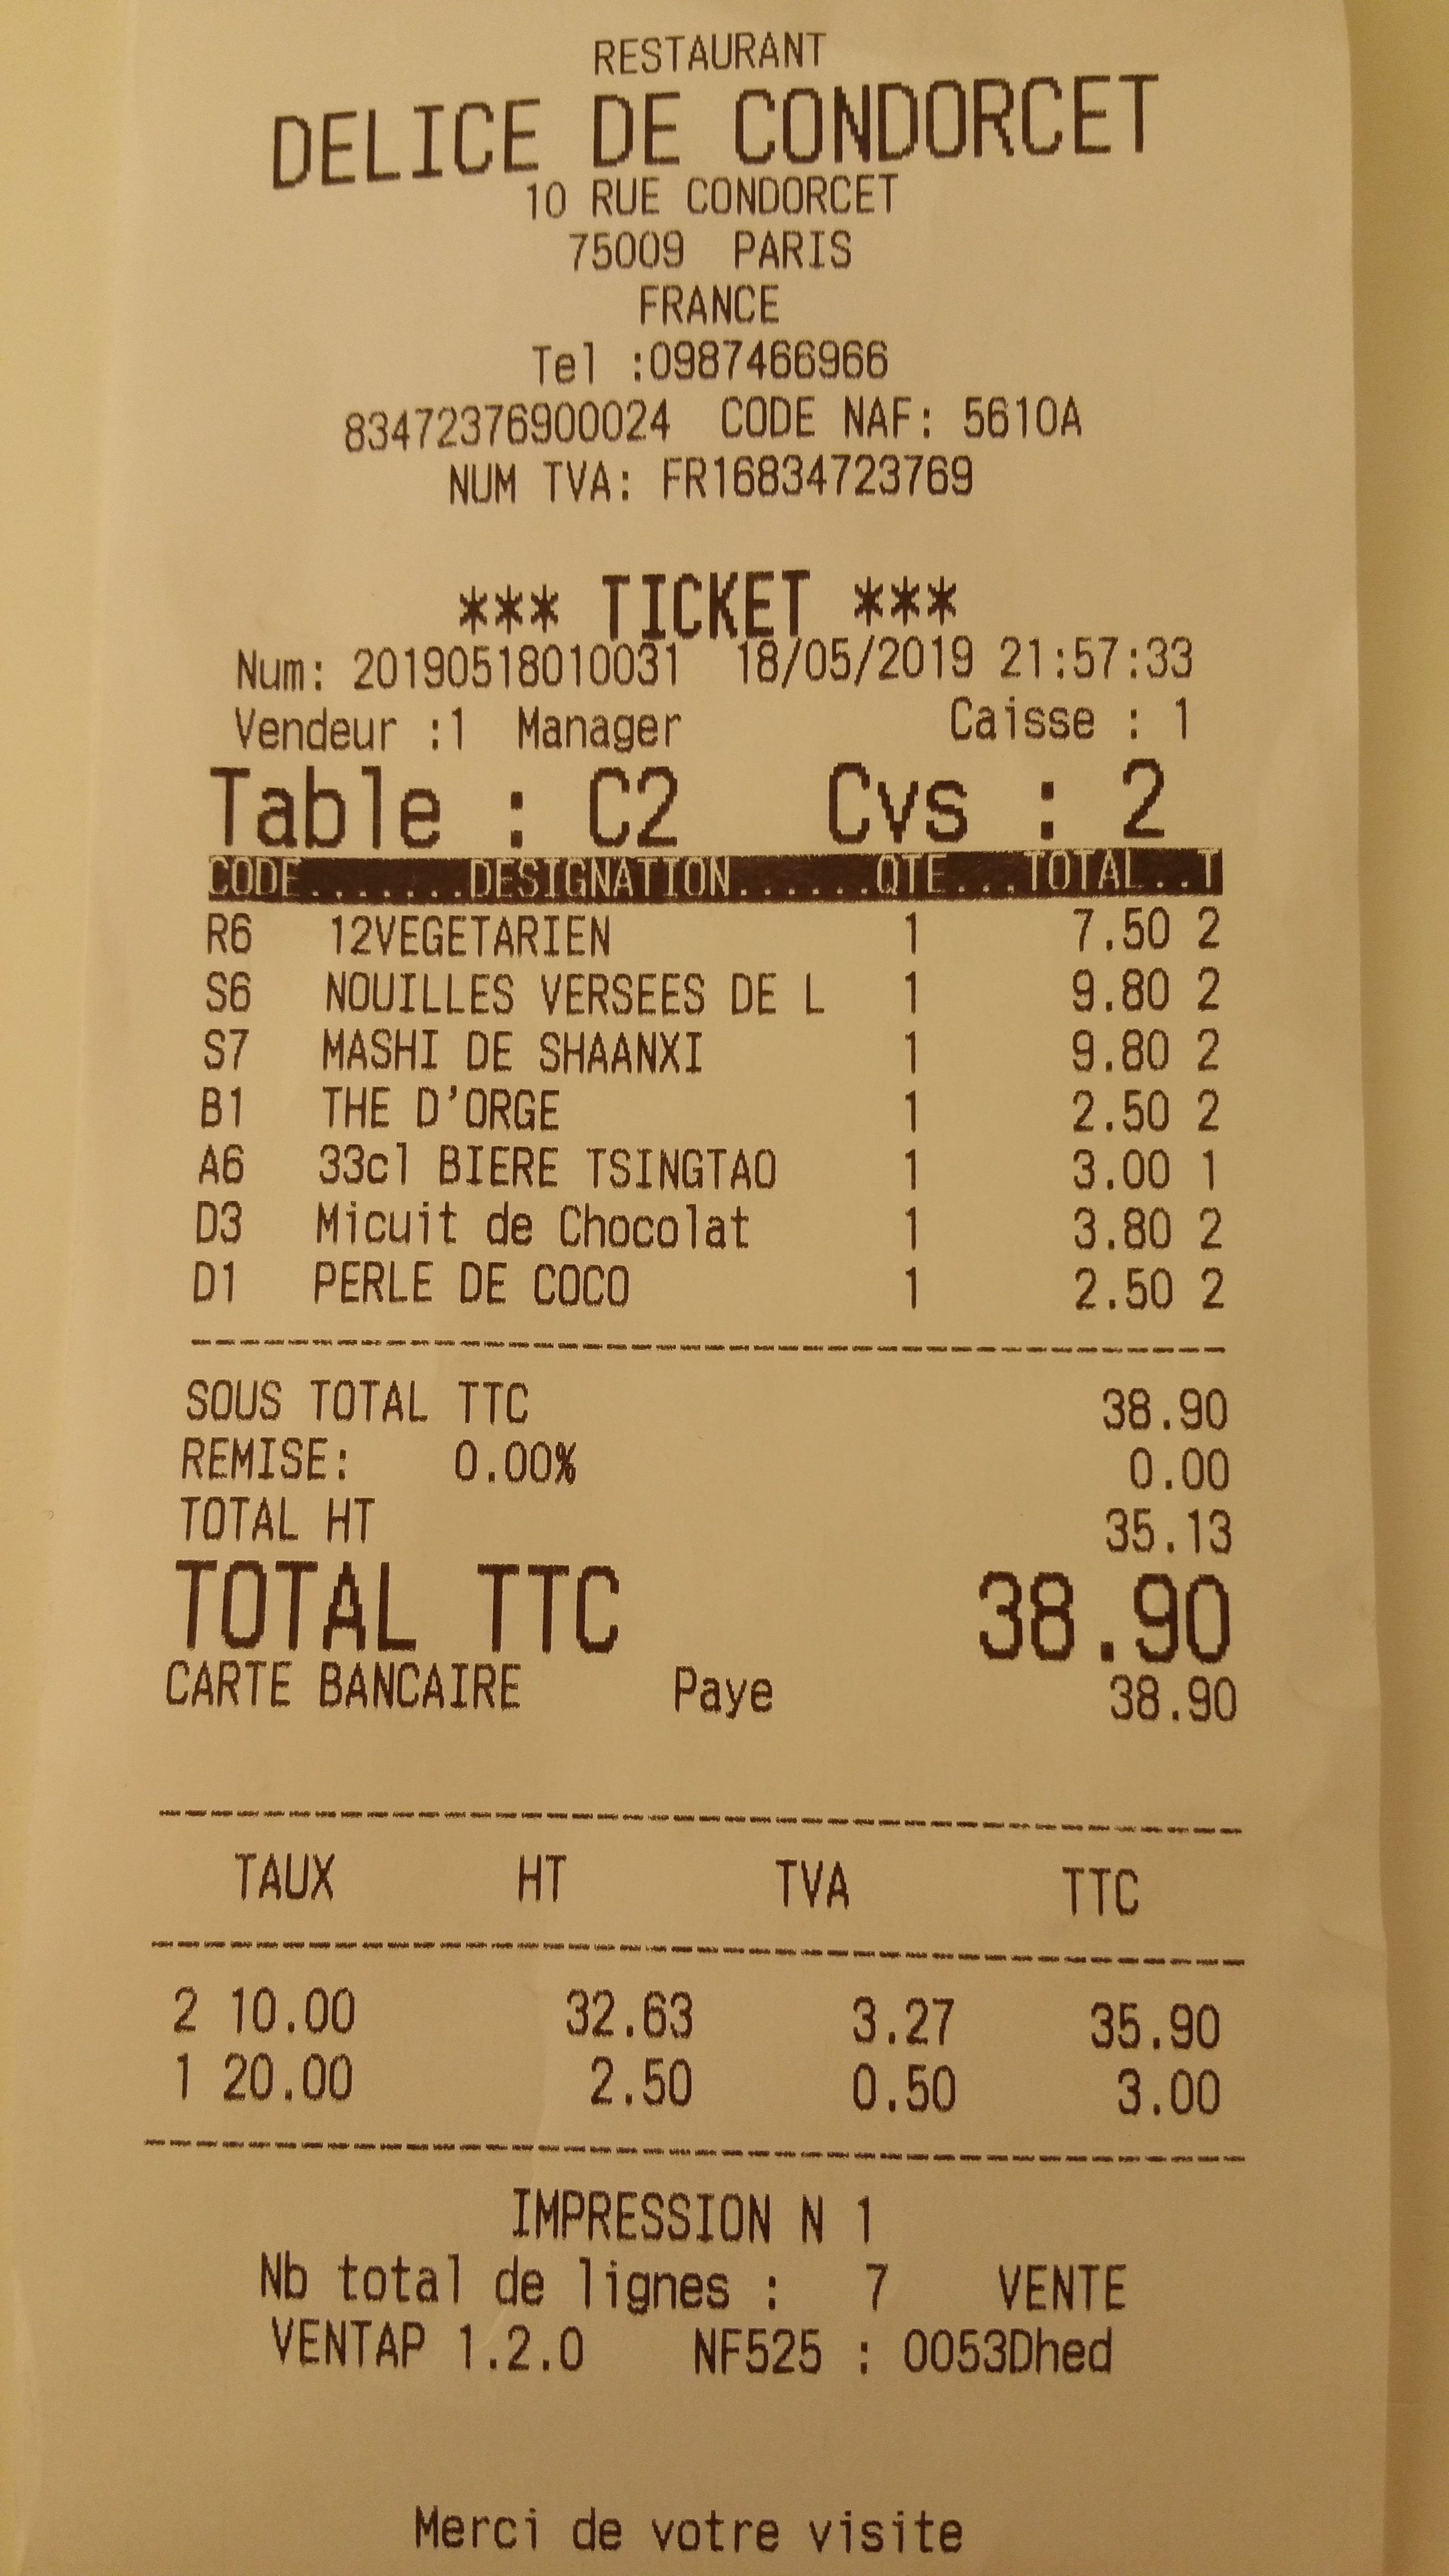 RESTAURANT
DELICE DE CONDORCET
10 RUE CONDORCET
75009 PARIS
FRANCE
Tel :0987466966
83472376900024 CODE NAF: 5610A
NUM TVA: FR16834723769
*** TICKET ***
Num: 20190518010031 18/05/2019 21:57:33
Vendeur :1 Manager Caisse : 1
Table : C2 Cvs : 2
CODE.......DESIGNATION......QTE...TOTAL..T
R6 12VEGETARIEN 1 7.50 2
S6 NOUILLES VERSEES DE L 1 9.80 2
S7 MASHI DE SHAANXI 1 9.80 2
B1 THE D'ORGE 1 2.50 2
A6 33cl BIERE TSINGTAO 1 3.00 1
D3 Micuit de Chocolat 1 3.80 2
D1 PERLE DE COCO 1 2.50 2
SOUS TOTAL TTC 38.90
REMISE: 0.00% 0.00
TOTAL HT 35.13
TOTAL TTC 38.90
CARTE BANCAIRE Paye 38.90
TAUX HT TVA TTC
2 10.00 32.63 3.27 35.90
1 20.00 2.50 0.50 3.00
IMPRESSION N 1
Nb total de lignes : 7 VENTE
VENTAP 1.2.0 NF525 : 0053Dhed
Merci de votre visite